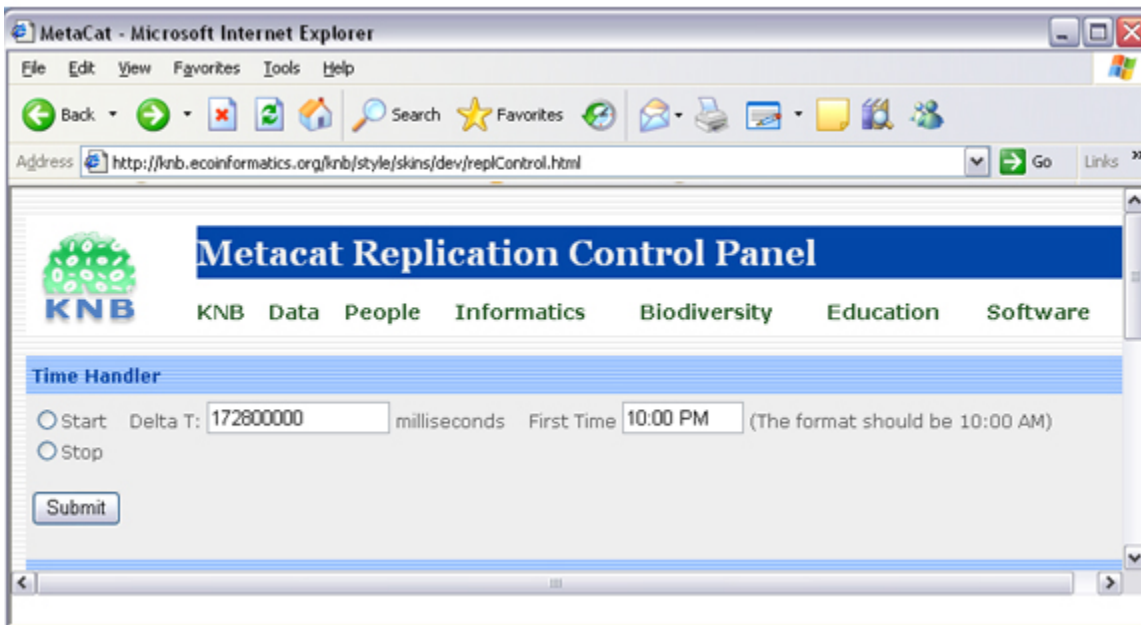 MetaCat - Microsoft Internet Explorer
File Edit View Favorites Tools Help
Back Search Favorites
Address http://knb.ecoinformatics.org/knb/style/skins/dev/replControl.html Go Links »
Metacat Replication Control Panel
KNB
KNB Data People Informatics Biodiversity Education Software
Time Handler
Start Delta T: 172800000 milliseconds First Time 10:00 PM (The format should be 10:00 AM)
Stop
Submit